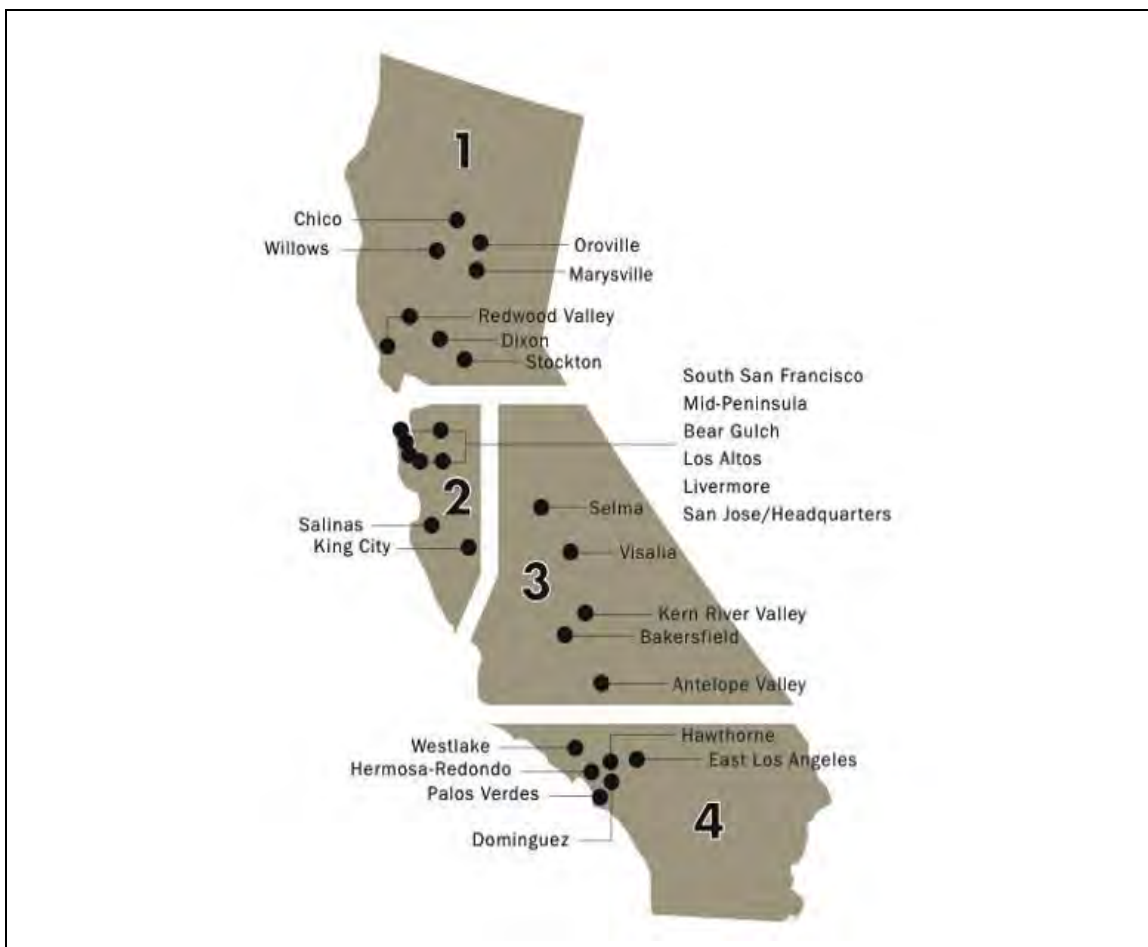 1
Chico
Willows
Oroville
Marysville
Redwood Valley
Dixon
Stockton
South San Francisco
Mid-Peninsula
Bear Gulch
Los Altos
Livermore
San Jose/Headquarters
2
Salinas
King City
3
Selma
Visalia
Kern River Valley
Bakersfield
Antelope Valley
Westlake
Hermosa-Redondo
Palos Verdes
Dominguez
Hawthorne
East Los Angeles
4